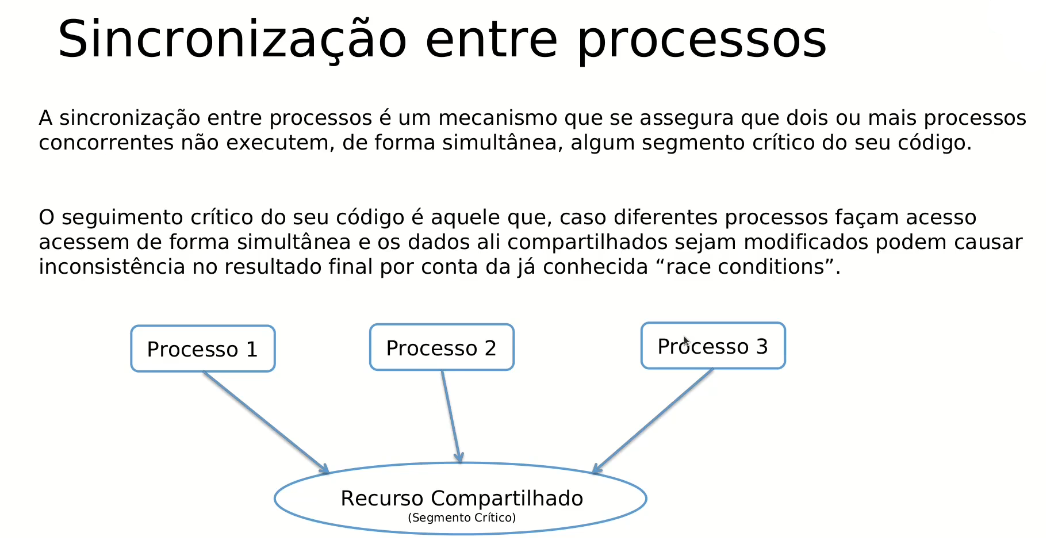 Sincronização entre processos
A sincronização entre processos é um mecanismo que se assegura que dois ou mais processos
concorrentes não executem, de forma simultânea, algum segmento crítico do seu código.
O seguimento crítico do seu código é aquele que, caso diferentes processos façam acesso
acessem de forma simultânea e os dados ali compartilhados sejam modificados podem causar
inconsistência no resultado final por conta da já conhecida “race conditions”.
Processo 1
Processo 2
Processo 3
Recurso Compartilhado
(Segmento Crítico)